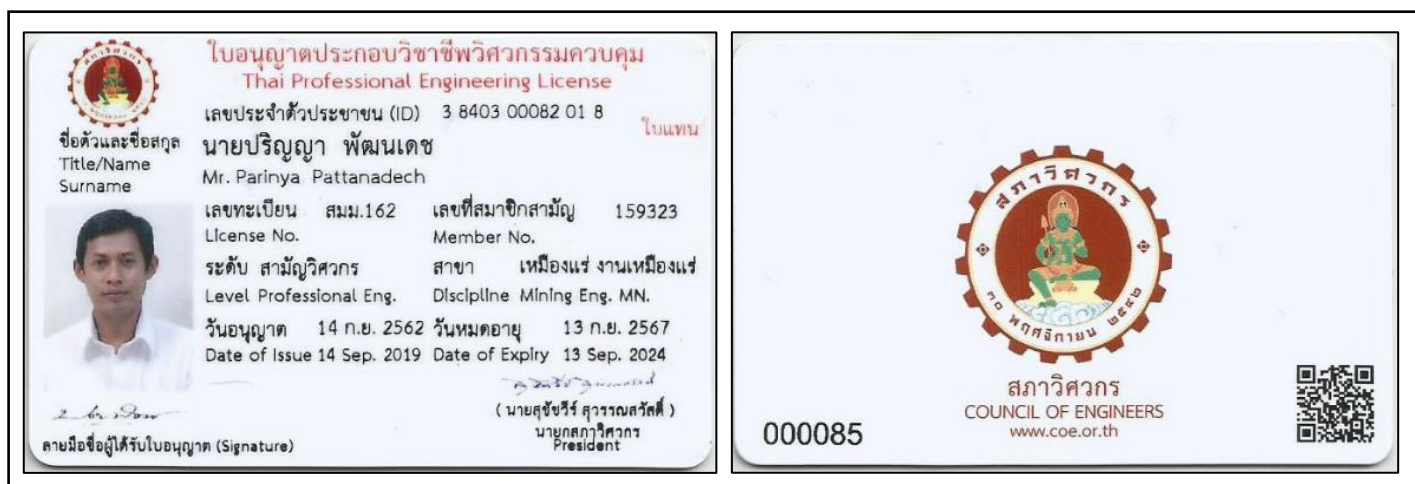 ใบอนุญาตประกอบวิชาชีพวิศวกรรมควบคุม
Thai Professional Engineering License
เลขประจำตัวประชาชน (ID) 3 8403 00082 01 8
ใบแทน
ชื่อตัวและชื่อสกุล นายปริญญา พัฒนเดช
Title/Name Mr. Parinya Pattanadech
Surname
เลขทะเบียน สมม.162 เลขที่สมาชิกสามัญ 159323
License No. Member No.
ระดับ สามัญวิศวกร สาขา เหมืองแร่ งานเหมืองแร่
Level Professional Eng. Discipline Mining Eng. MN.
วันอนุญาต 14 ก.ย. 2562 วันหมดอายุ 13 ก.ย. 2567
Date of Issue 14 Sep. 2019 Date of Expiry 13 Sep. 2024
( นายสุชัชวีร์ สุวรรณสวัสดิ์ )
นายกสภาวิศวกร
President
ลายมือชื่อผู้ได้รับใบอนุญาต (Signature)
สภาวิศวกร
๓๐ พฤศจิกายน ๒๕๔๒
สภาวิศวกร
COUNCIL OF ENGINEERS
www.coe.or.th
000085